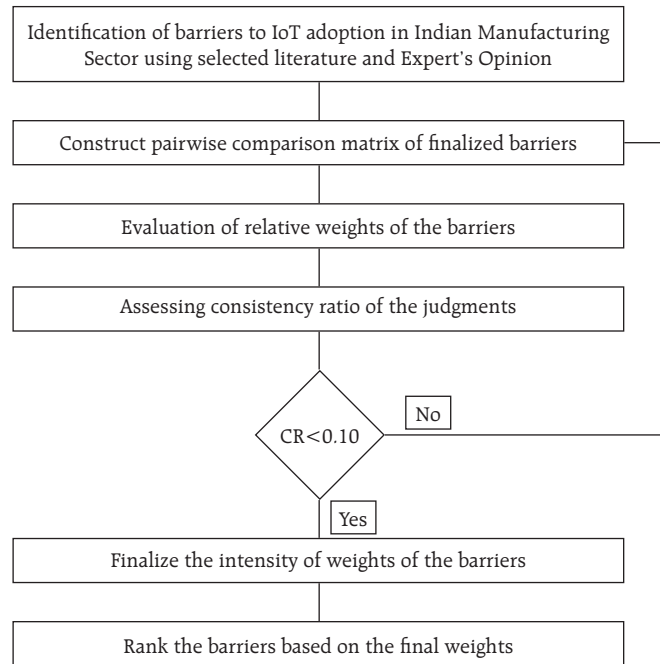 Identification of barriers to IoT adoption in Indian Manufacturing
Sector using selected literature and Expert's Opinion
Construct pairwise comparison matrix of finalized barriers
Evaluation of relative weights of the barriers
Assessing consistency ratio of the judgments
No
CR<0.10
Yes
Finalize the intensity of weights of the barriers
Rank the barriers based on the final weights